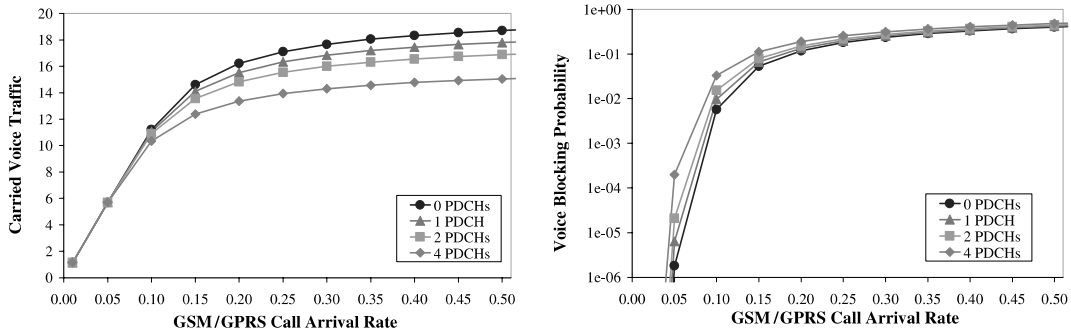 20
18
16
14
12
10
8
6
4
2
0
Carried Voice Traffic
0 PDCHs
1 PDCH
2 PDCHs
4 PDCHs
0.00 0.05 0.10 0.15 0.20 0.25 0.30 0.35 0.40 0.45 0.50
GSM/GPRS Call Arrival Rate
1e+00
1e-01
1e-02
1e-03
1e-04
1e-05
1e-06
Voice Blocking Probability
0 PDCHs
1 PDCH
2 PDCHs
4 PDCHs
0.00 0.05 0.10 0.15 0.20 0.25 0.30 0.35 0.40 0.45 0.50
GSM/GPRS Call Arrival Rate